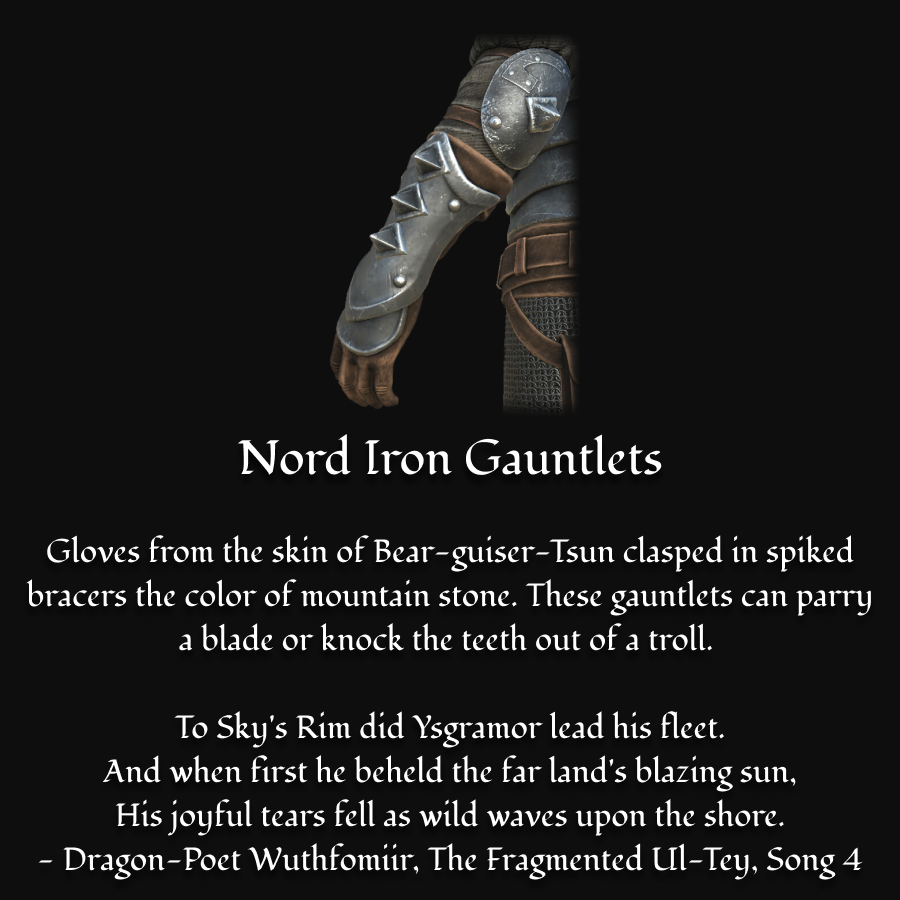 Nord Iron Gauntlets
Gloves from the skin of Bear-guiser-Tsun clasped in spiked
bracers the color of mountain stone. These gauntlets can parry
a blade or knock the teeth out of a troll.
To Sky's Rim did Ysgramor lead his fleet.
And when first he beheld the far land's blazing sun,
His joyful tears fell as wild waves upon the shore.
- Dragon-Poet Wuthfomiir, The Fragmented Ul-Tey, Song 4